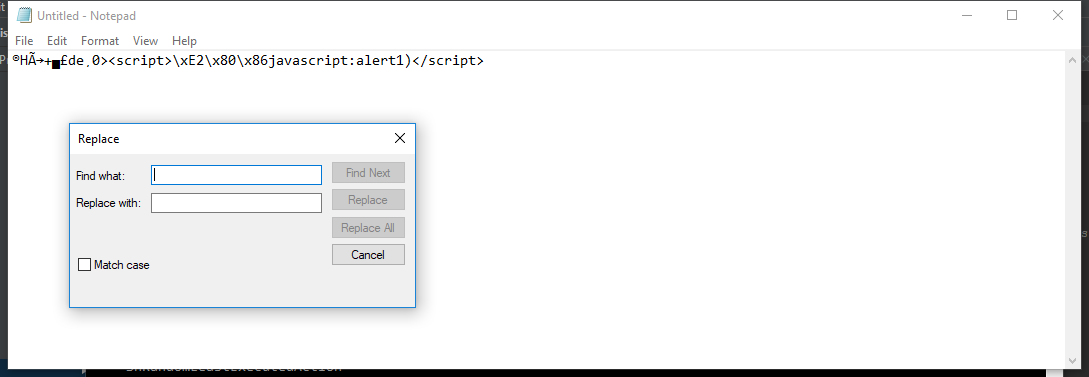 Untitled - Notepad
File Edit Format View Help
®HÃ→+▄£de¸0><script>\xE2\x80\x86javascript:alert1)</script>
Replace
Find what:
Find Next
Replace with:
Replace
Replace All
Cancel
Match case